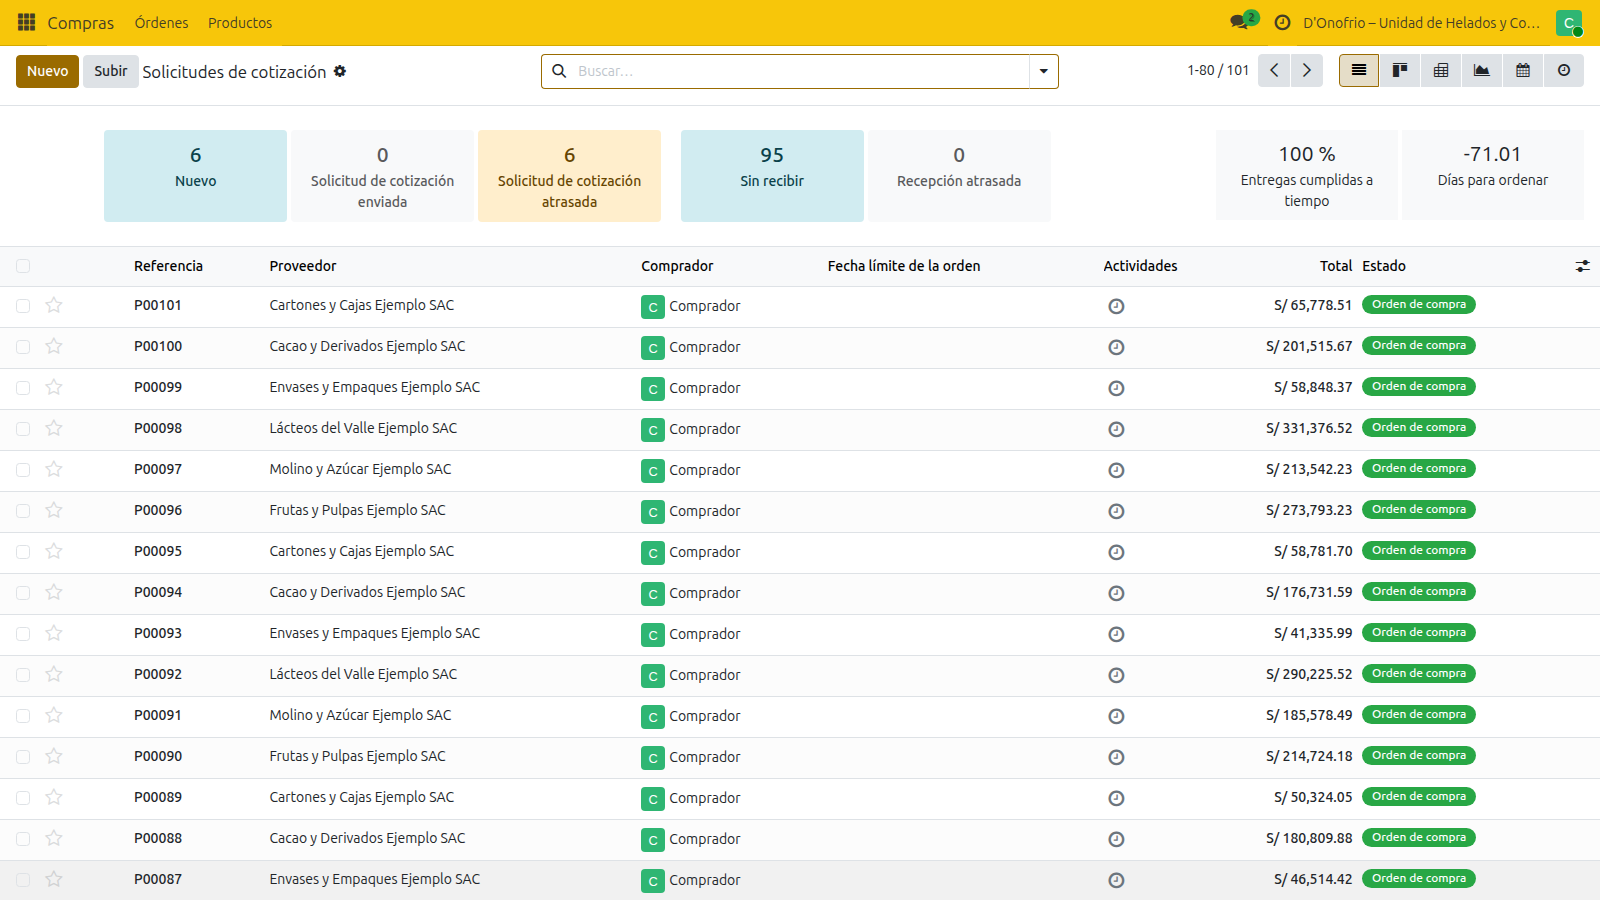 Compras Órdenes Productos 2 D'Onofrio – Unidad de Helados y Co... C
Nuevo Subir Solicitudes de cotización Buscar... 1-80 / 101
6 Nuevo
0 Solicitud de cotización enviada
6 Solicitud de cotización atrasada
95 Sin recibir
0 Recepción atrasada
100 % Entregas cumplidas a tiempo
-71.01 Días para ordenar
Referencia Proveedor Comprador Fecha límite de la orden Actividades Total Estado
P00101 Cartones y Cajas Ejemplo SAC C Comprador S/ 65,778.51 Orden de compra
P00100 Cacao y Derivados Ejemplo SAC C Comprador S/ 201,515.67 Orden de compra
P00099 Envases y Empaques Ejemplo SAC C Comprador S/ 58,848.37 Orden de compra
P00098 Lácteos del Valle Ejemplo SAC C Comprador S/ 331,376.52 Orden de compra
P00097 Molino y Azúcar Ejemplo SAC C Comprador S/ 213,542.23 Orden de compra
P00096 Frutas y Pulpas Ejemplo SAC C Comprador S/ 273,793.23 Orden de compra
P00095 Cartones y Cajas Ejemplo SAC C Comprador S/ 58,781.70 Orden de compra
P00094 Cacao y Derivados Ejemplo SAC C Comprador S/ 176,731.59 Orden de compra
P00093 Envases y Empaques Ejemplo SAC C Comprador S/ 41,335.99 Orden de compra
P00092 Lácteos del Valle Ejemplo SAC C Comprador S/ 290,225.52 Orden de compra
P00091 Molino y Azúcar Ejemplo SAC C Comprador S/ 185,578.49 Orden de compra
P00090 Frutas y Pulpas Ejemplo SAC C Comprador S/ 214,724.18 Orden de compra
P00089 Cartones y Cajas Ejemplo SAC C Comprador S/ 50,324.05 Orden de compra
P00088 Cacao y Derivados Ejemplo SAC C Comprador S/ 180,809.88 Orden de compra
P00087 Envases y Empaques Ejemplo SAC C Comprador S/ 46,514.42 Orden de compra